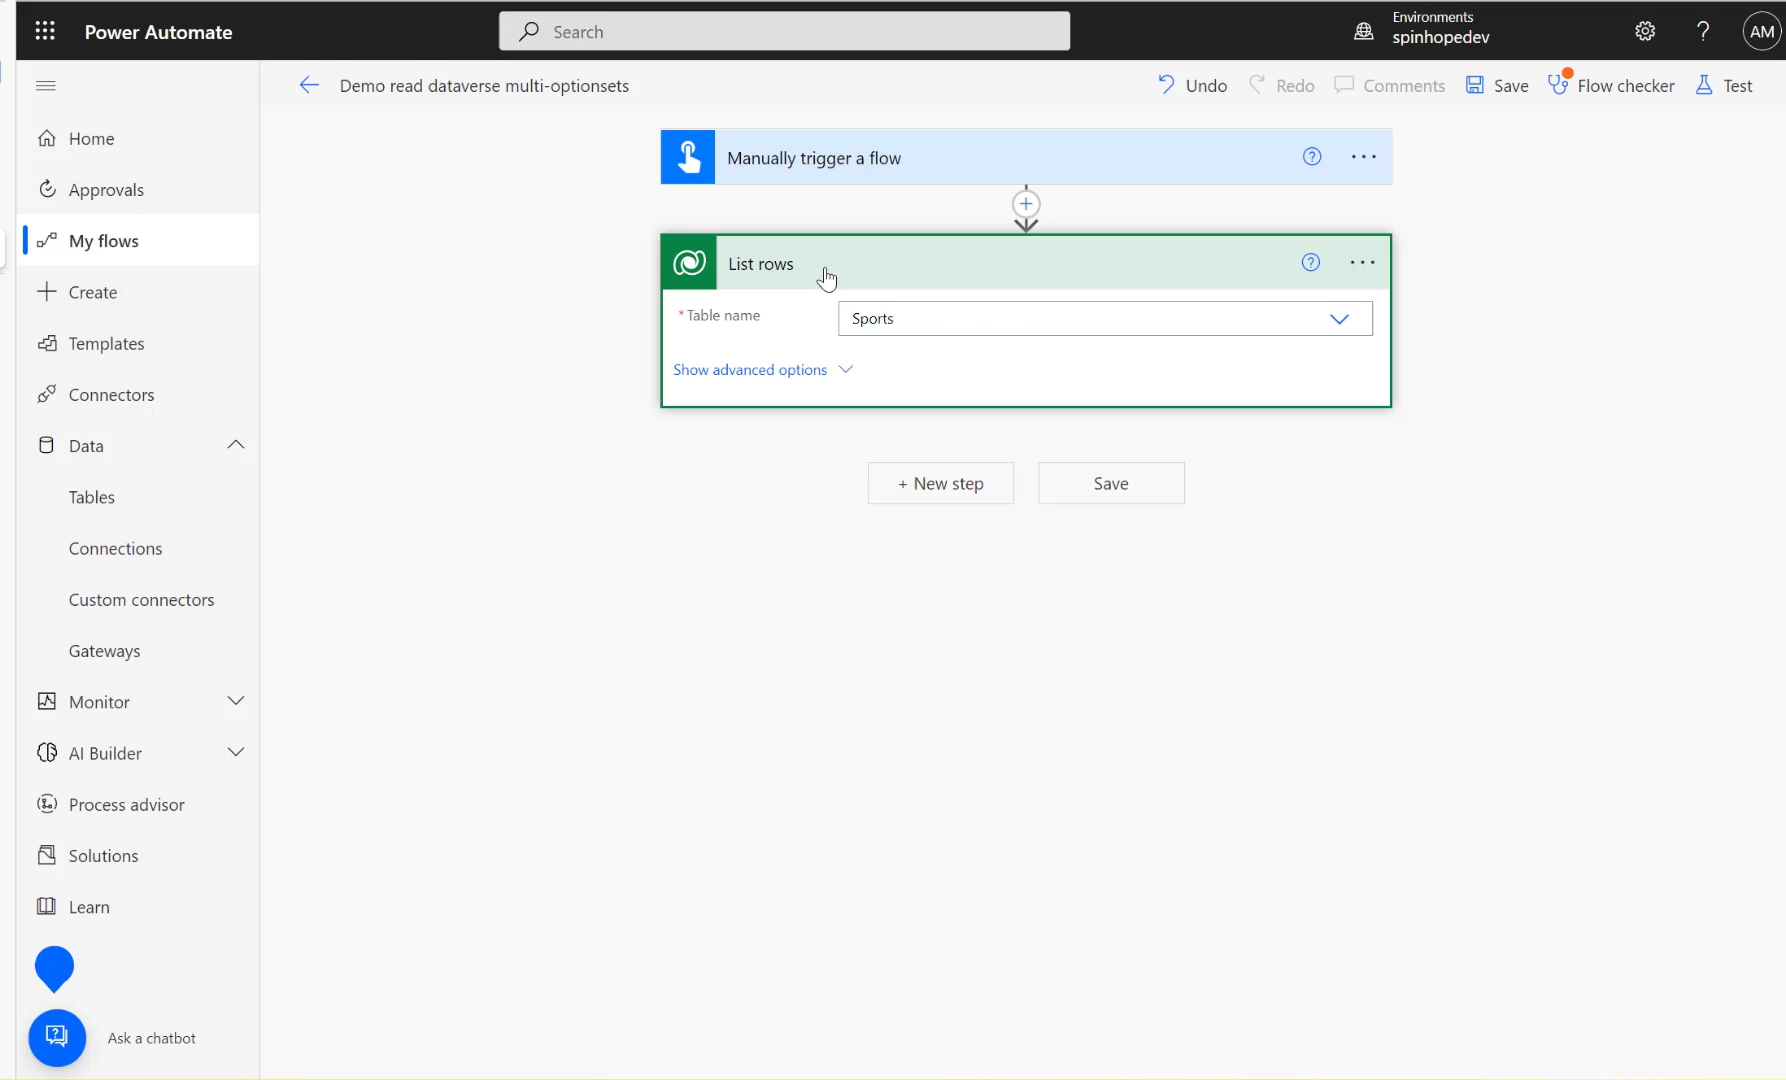 Power Automate
Search
Environments
spinhopedev
AM
Demo read dataverse multi-optionsets
Undo
Redo
Comments
Save
Flow checker
Test
Home
Approvals
My flows
Create
Templates
Connectors
Data
Tables
Connections
Custom connectors
Gateways
Monitor
AI Builder
Process advisor
Solutions
Learn
Ask a chatbot
Manually trigger a flow
List rows
* Table name
Sports
Show advanced options
+ New step
Save